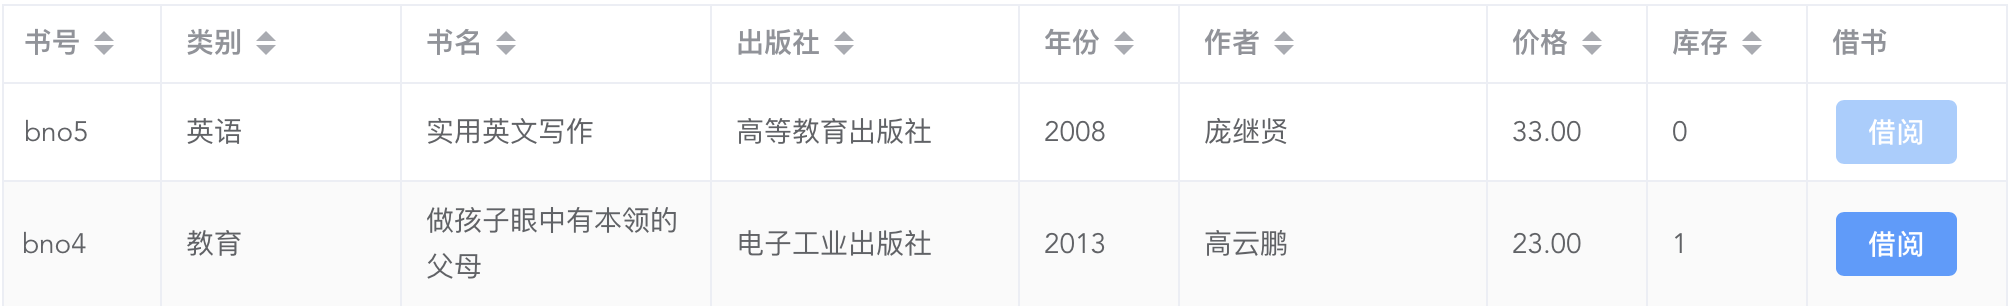 书号 类别 书名 出版社 年份 作者 价格 库存 借书
bno5 英语 实用英文写作 高等教育出版社 2008 庞继贤 33.00 0 借阅
bno4 教育 做孩子眼中有本领的 电子工业出版社 2013 高云鹏 23.00 1 借阅
父母